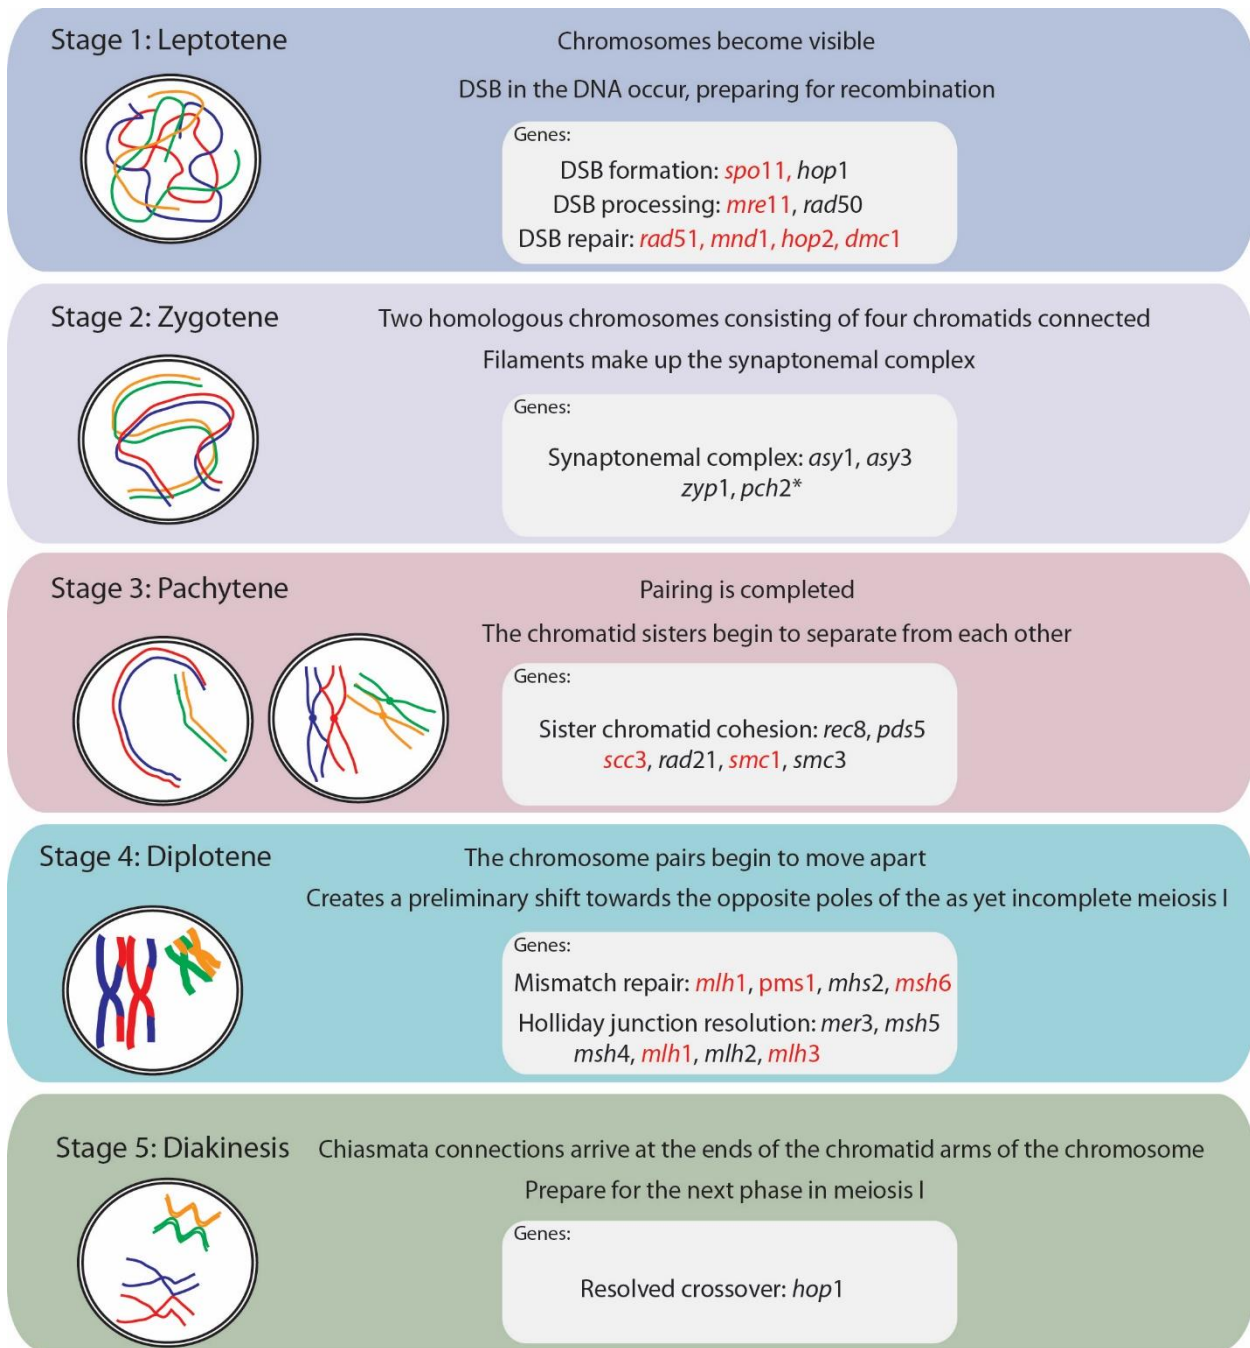 Stage 1: Leptotene
Chromosomes become visible
DSB in the DNA occur, preparing for recombination
Genes:
DSB formation: spo11, hop1
DSB processing: mre11, rad50
DSB repair: rad51, mnd1, hop2, dmc1
Stage 2: Zygotene
Two homologous chromosomes consisting of four chromatids connected
Filaments make up the synaptonemal complex
Genes:
Synaptonemal complex: asy1, asy3
zyp1, pch2*
Stage 3: Pachytene
Pairing is completed
The chromatid sisters begin to separate from each other
Genes:
Sister chromatid cohesion: rec8, pds5
scc3, rad21, smc1, smc3
Stage 4: Diplotene
The chromosome pairs begin to move apart
Creates a preliminary shift towards the opposite poles of the as yet incomplete meiosis I
Genes:
Mismatch repair: mlh1, pms1, mhs2, msh6
Holliday junction resolution: mer3, msh5
msh4, mlh1, mlh2, mlh3
Stage 5: Diakinesis
Chiasmata connections arrive at the ends of the chromatid arms of the chromosome
Prepare for the next phase in meiosis I
Genes:
Resolved crossover: hop1